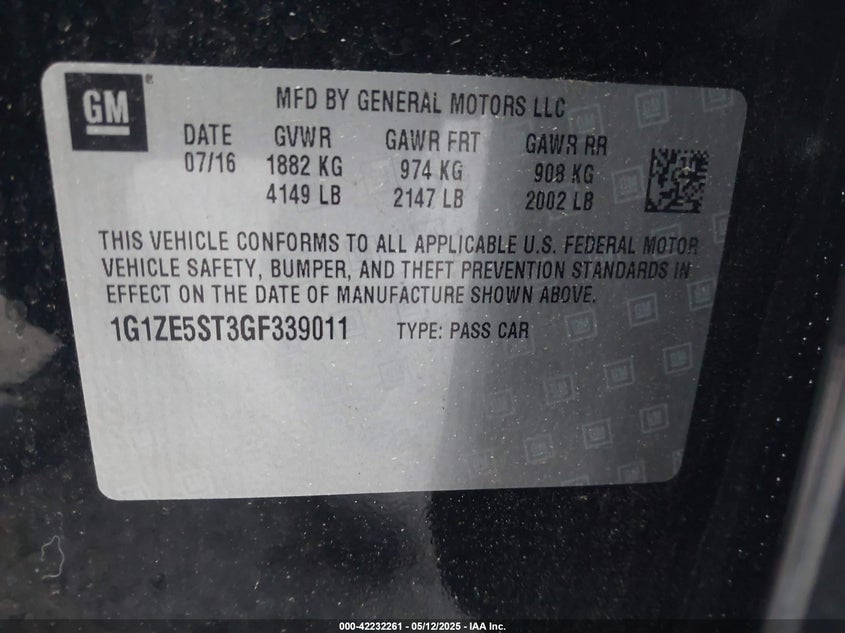 GM ®
MFD BY GENERAL MOTORS LLC
DATE GVWR GAWR FRT GAWR RR
07/16 1882 KG 974 KG 908 KG
4149 LB 2147 LB 2002 LB
THIS VEHICLE CONFORMS TO ALL APPLICABLE U.S. FEDERAL MOTOR
VEHICLE SAFETY, BUMPER, AND THEFT PREVENTION STANDARDS IN
EFFECT ON THE DATE OF MANUFACTURE SHOWN ABOVE.
1G1ZE5ST3GF339011 TYPE: PASS CAR
000-42232261 - 05/12/2025 - IAA Inc.